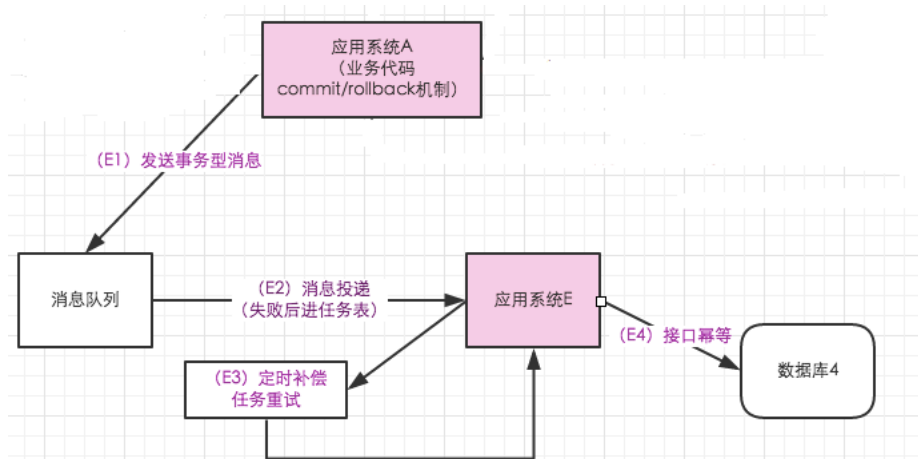 应用系统A
（业务代码
commit/rollback机制）
（E1）发送事务型消息
消息队列
（E2）消息投递
（失败后进任务表）
应用系统E
（E4）接口幂等
数据库4
（E3）定时补偿
任务重试